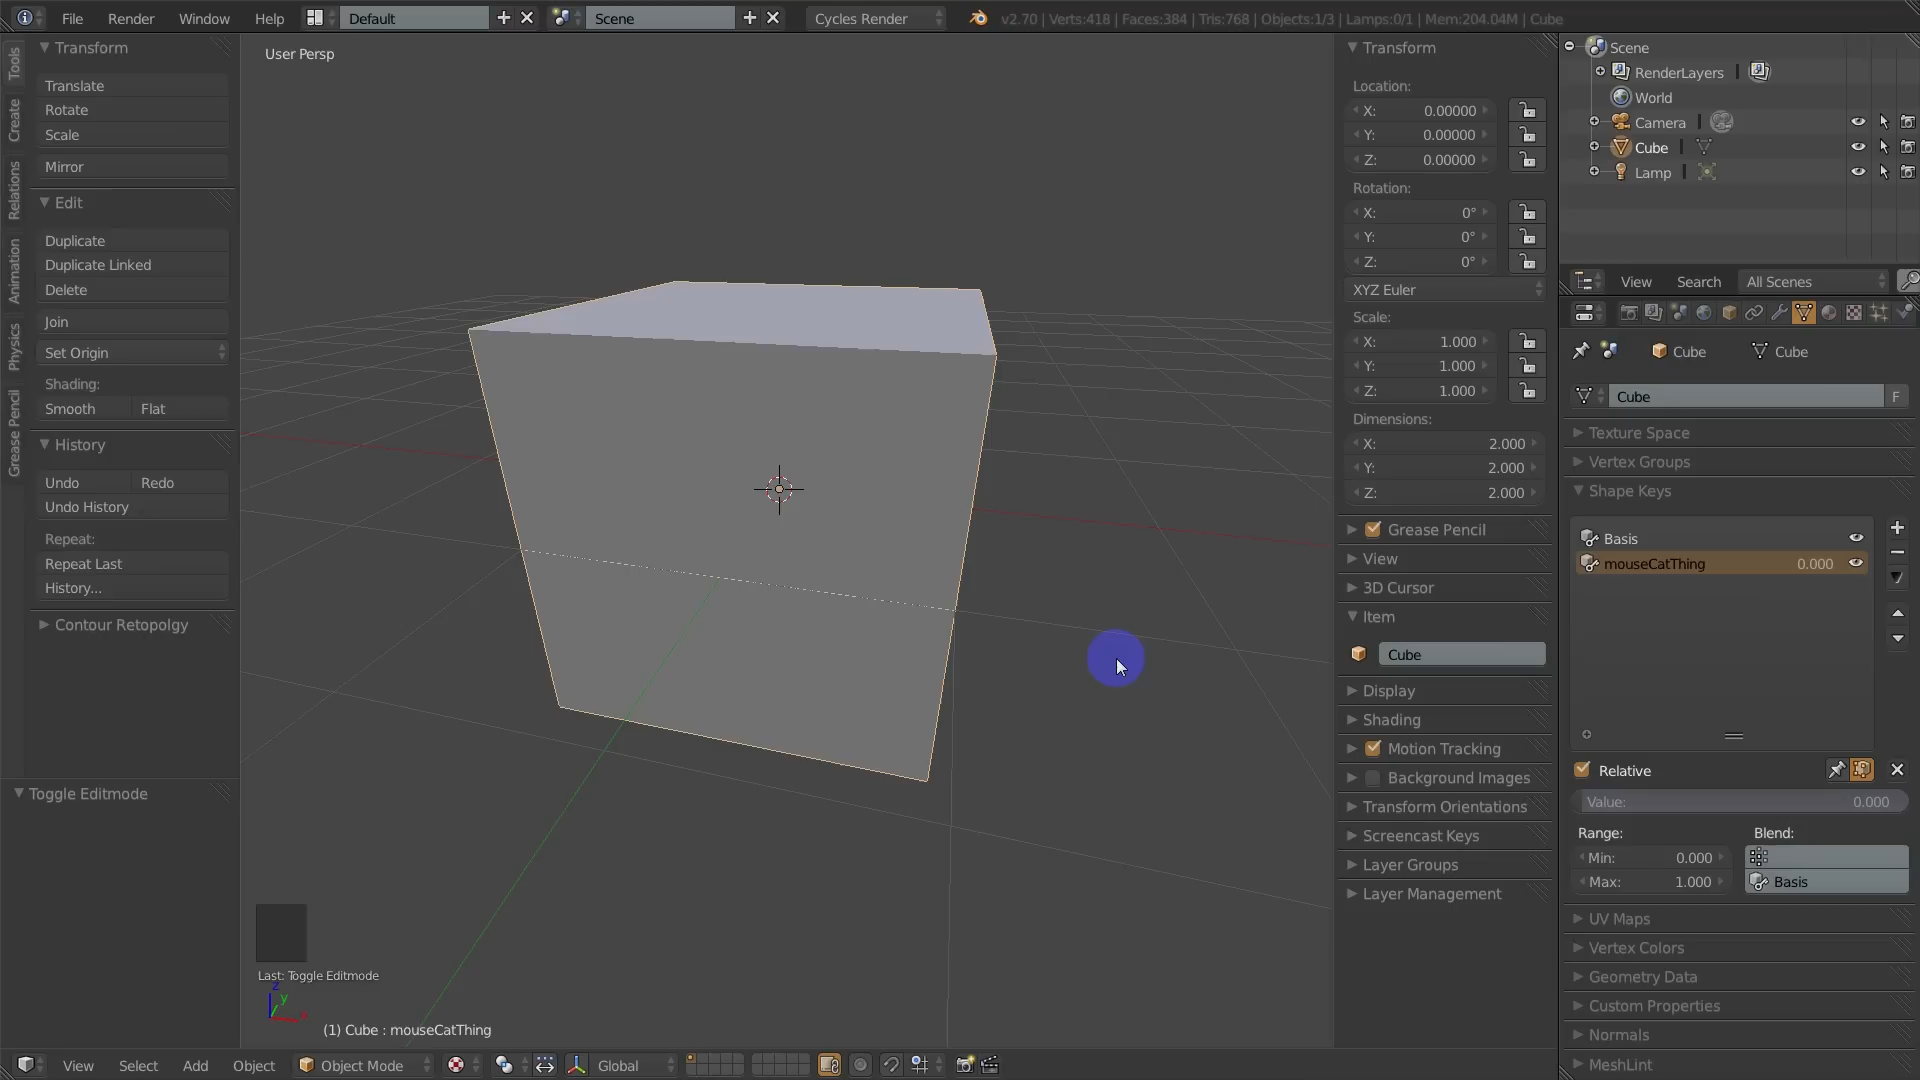 File Render Window Help Default Scene Cycles Render v2.70 | Verts:418 | Faces:384 | Tris:768 | Objects:1/3 | Lamps:0/1 | Mem:204.04M | Cube
Tools
Create
Relations
Animation
Physics
Grease Pencil
Transform
Translate
Rotate
Scale
Mirror
Edit
Duplicate
Duplicate Linked
Delete
Join
Set Origin
Shading:
Smooth Flat
History
Undo Redo
Undo History
Repeat:
Repeat Last
History...
Contour Retopolgy
Toggle Editmode
User Persp
Last: Toggle Editmode
z
y
x
(1) Cube : mouseCatThing
View Select Add Object Object Mode Global
Transform
Location:
X: 0.00000
Y: 0.00000
Z: 0.00000
Rotation:
X: 0°
Y: 0°
Z: 0°
XYZ Euler
Scale:
X: 1.000
Y: 1.000
Z: 1.000
Dimensions:
X: 2.000
Y: 2.000
Z: 2.000
Grease Pencil
View
3D Cursor
Item
Cube
Display
Shading
Motion Tracking
Background Images
Transform Orientations
Screencast Keys
Layer Groups
Layer Management
Scene
RenderLayers
World
Camera
Cube
Lamp
View Search All Scenes
Cube Cube
Cube F
Texture Space
Vertex Groups
Shape Keys
Basis
mouseCatThing 0.000
Relative
Value: 0.000
Range: Blend:
Min: 0.000
Max: 1.000 Basis
UV Maps
Vertex Colors
Geometry Data
Custom Properties
Normals
MeshLint